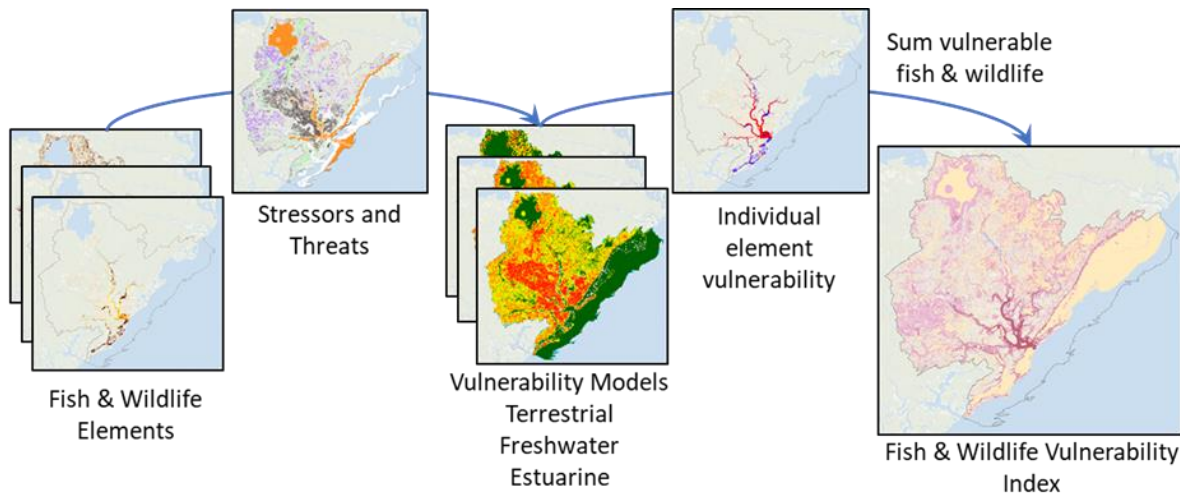 Fish & Wildlife
Elements
Stressors and
Threats
Vulnerability Models
Terrestrial
Freshwater
Estuarine
Individual
element
vulnerability
Sum vulnerable
fish & wildlife
Fish & Wildlife Vulnerability
Index